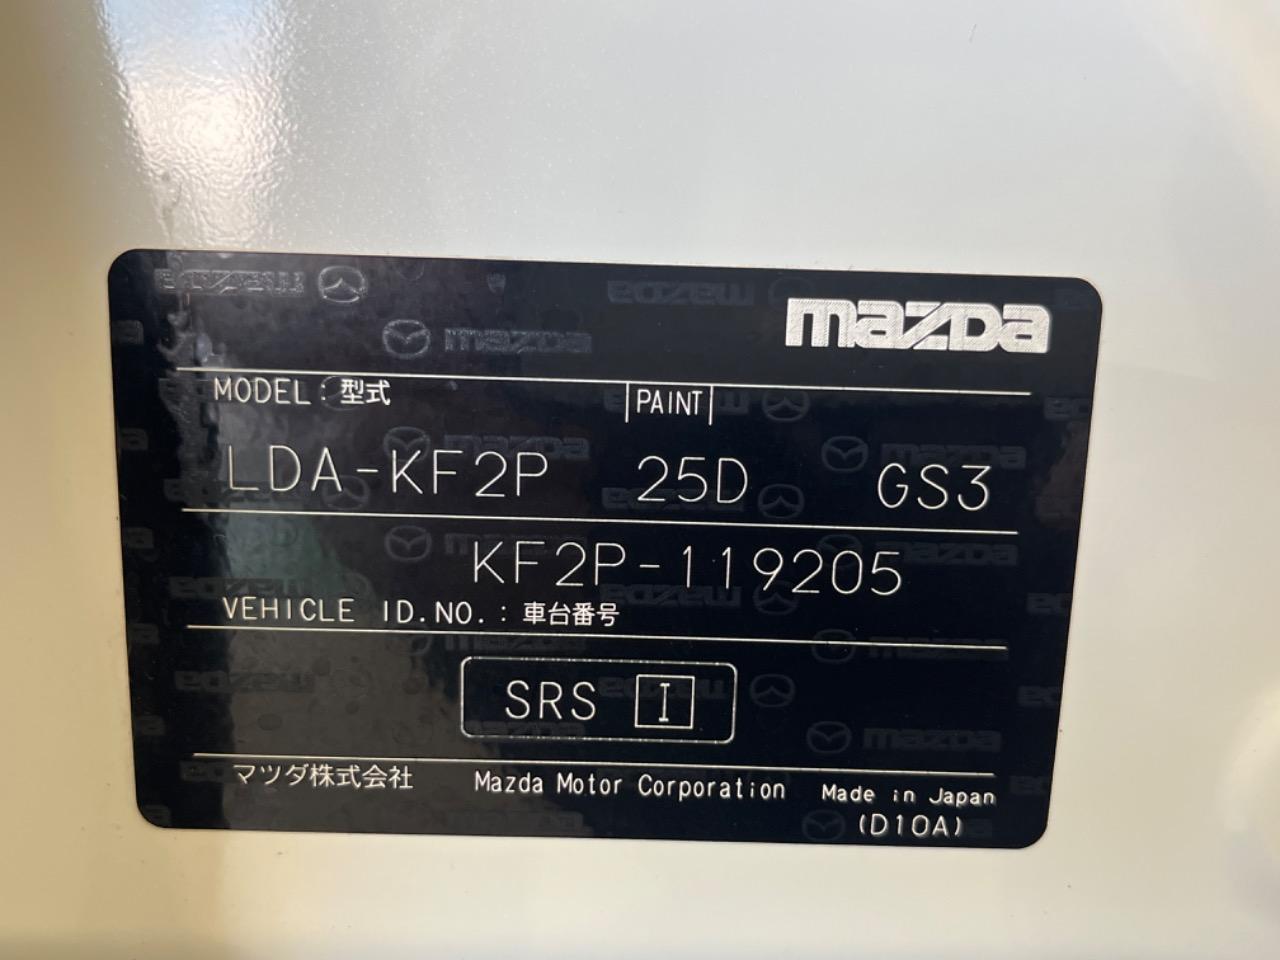 mazda
MODEL: 型式 PAINT
LDA-KF2P 25D GS3
KF2P-119205
VEHICLE ID.NO.: 車台番号
SRS I
マツダ株式会社 Mazda Motor Corporation Made in Japan
(D10A)